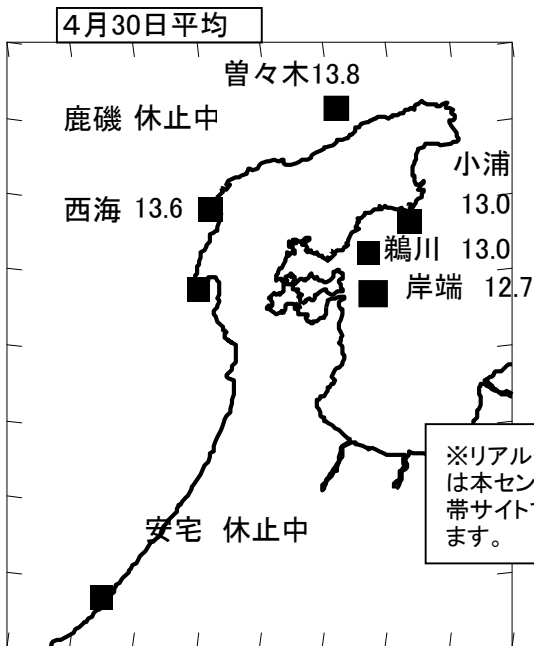 4月30日平均
曽々木13.8
鹿磯 休止中
小浦
13.0
西海 13.6
鵜川 13.0
岸端 12.7
安宅 休止中
※リアル
は本セン
帯サイト
ます。